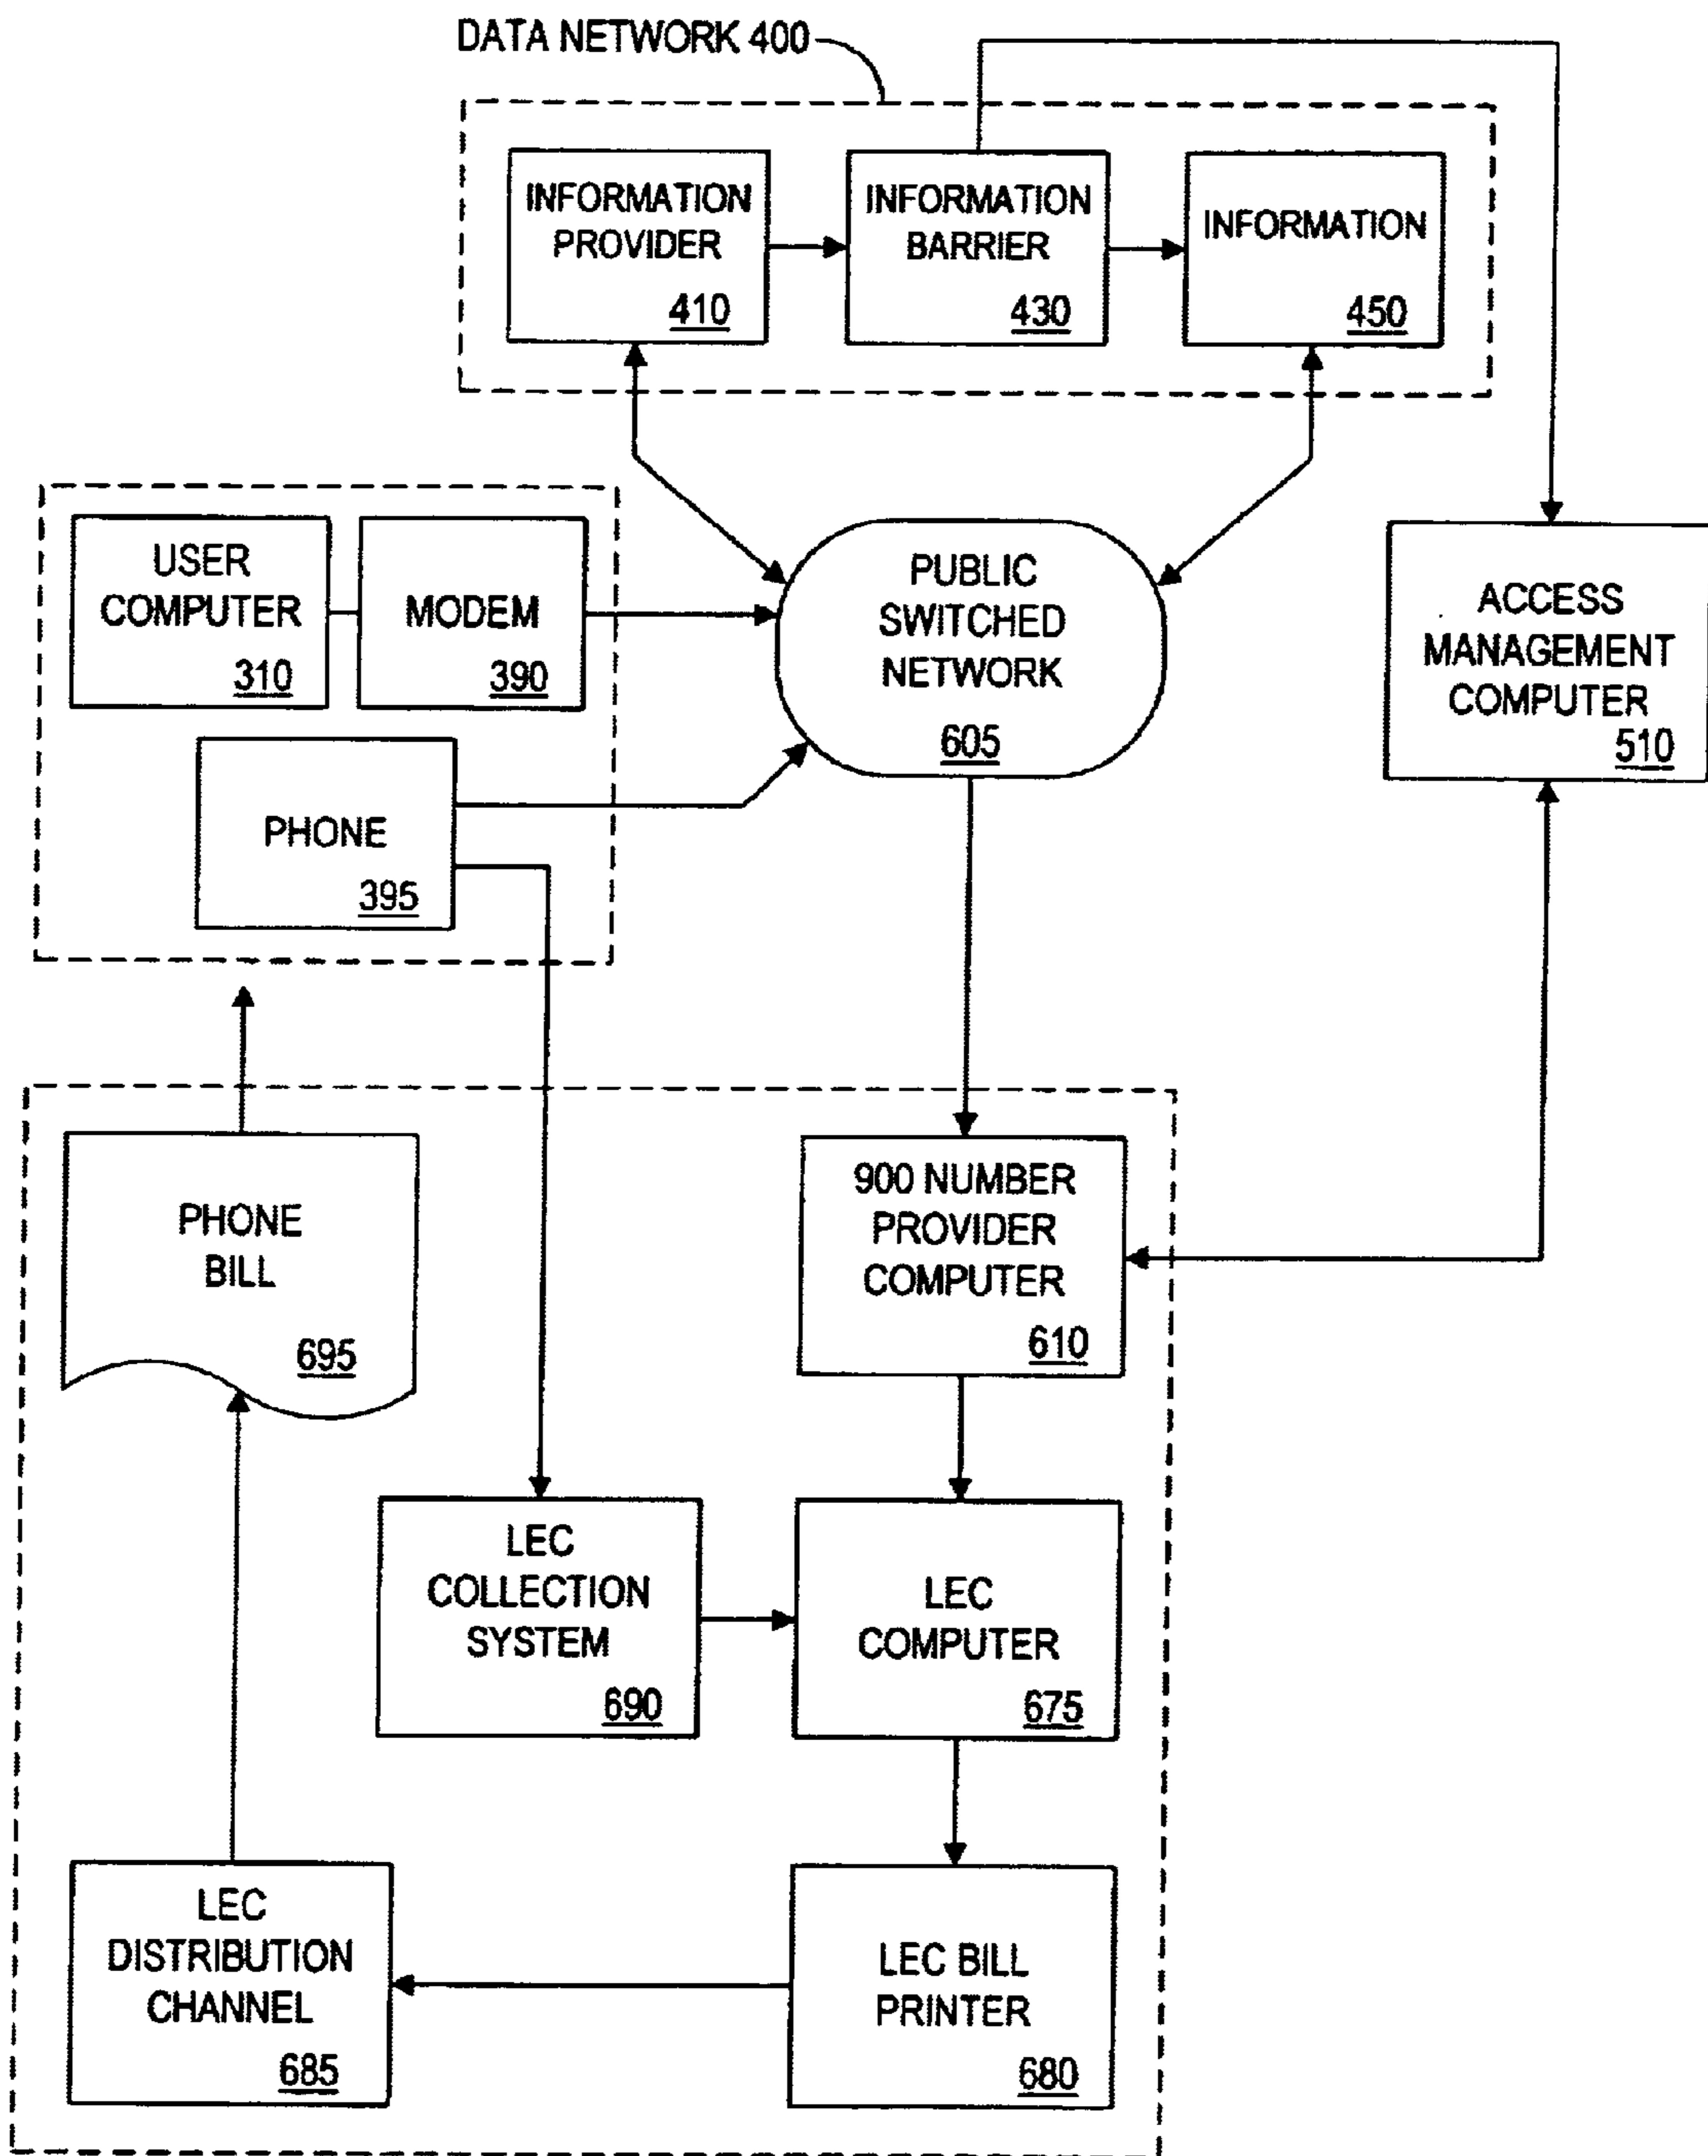 DATA NETWORK 400
INFORMATION
PROVIDER
410
INFORMATION
BARRIER
430
INFORMATION
450
USER
COMPUTER
310
MODEM
390
PHONE
395
PUBLIC
SWITCHED
NETWORK
605
ACCESS
MANAGEMENT
COMPUTER
510
PHONE
BILL
695
900 NUMBER
PROVIDER
COMPUTER
610
LEC
COLLECTION
SYSTEM
690
LEC
COMPUTER
675
LEC
DISTRIBUTION
CHANNEL
685
LEC BILL
PRINTER
680